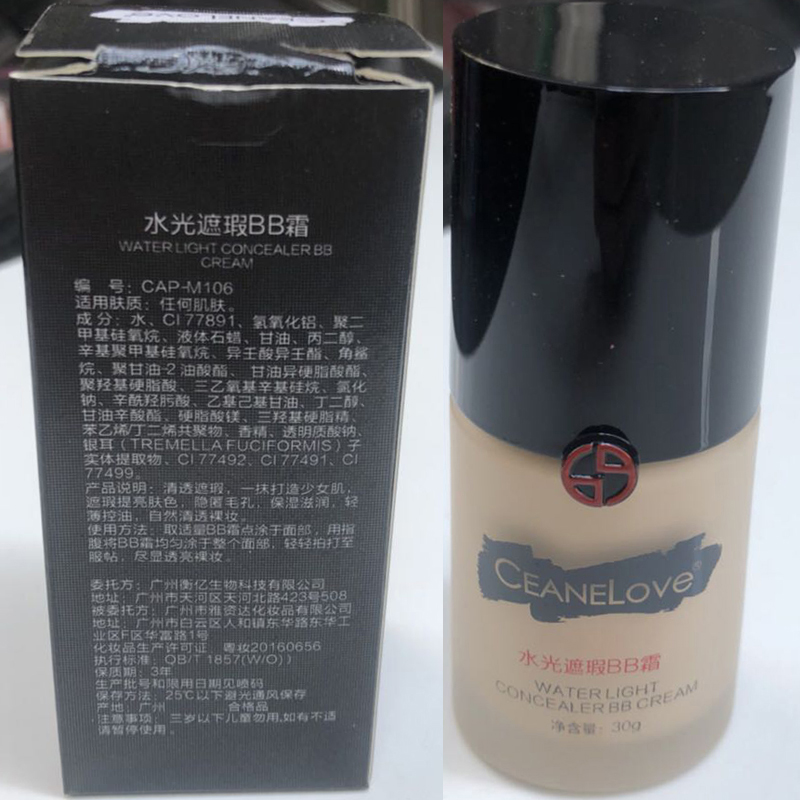 水光遮瑕BB霜
WATER LIGHT CONCEALER BB
CREAM
编 号：CAP-M106
适用肤质：任何肌肤。
成 分：水、CI 77891、氢氧化铝、聚二
甲基硅氧烷、液体石蜡、甘油、丙二醇、
辛基聚甲基硅氧烷、异壬酸异壬酯、角鲨
烷、聚甘油-2 油酸酯、 甘油异硬脂酸酯、
聚羟基硬脂酸、三乙氧基辛基硅烷、氯化
钠、辛酰羟肟酸、乙基己基甘油、丁二醇、
甘油辛酸酯、硬脂酸镁、三羟基硬脂精、
苯乙烯/丁二烯共聚物、香精、透明质酸钠、
银耳（TREMELLA FUCIFORMIS）子
实体提取物、CI 77492、CI 77491、CI
77499。
产品说明：清透遮瑕，一抹打造少女肌，
遮瑕提亮肤色，隐匿毛孔，保湿滋润，轻
薄控油，自然清透裸妆。
使用方法：取适量BB霜点涂于面部，用指
腹将BB霜均匀涂于整个面部，轻轻拍打至
服帖，尽显透亮裸妆。
委托方：广州衡亿生物科技有限公司
地址：广州市天河区天河北路423号508
被委托方：广州市雅资达化妆品有限公司
地址：广州市白云区人和镇东华路东华工
业区F区华富路1号
化妆品生产许可证 粤妆20160656
执行标准：QB/T 1857(W/O))
保质期：3年
生产批号和限用日期见喷码
保存方法：25℃以下避光通风保存
产地 广州 合格品
注意事项：三岁以下儿童勿用,如有不适
请暂停使用。
CEANELOVE®
水光遮瑕BB霜
WATER LIGHT
CONCEALER BB CREAM
净含量：30g